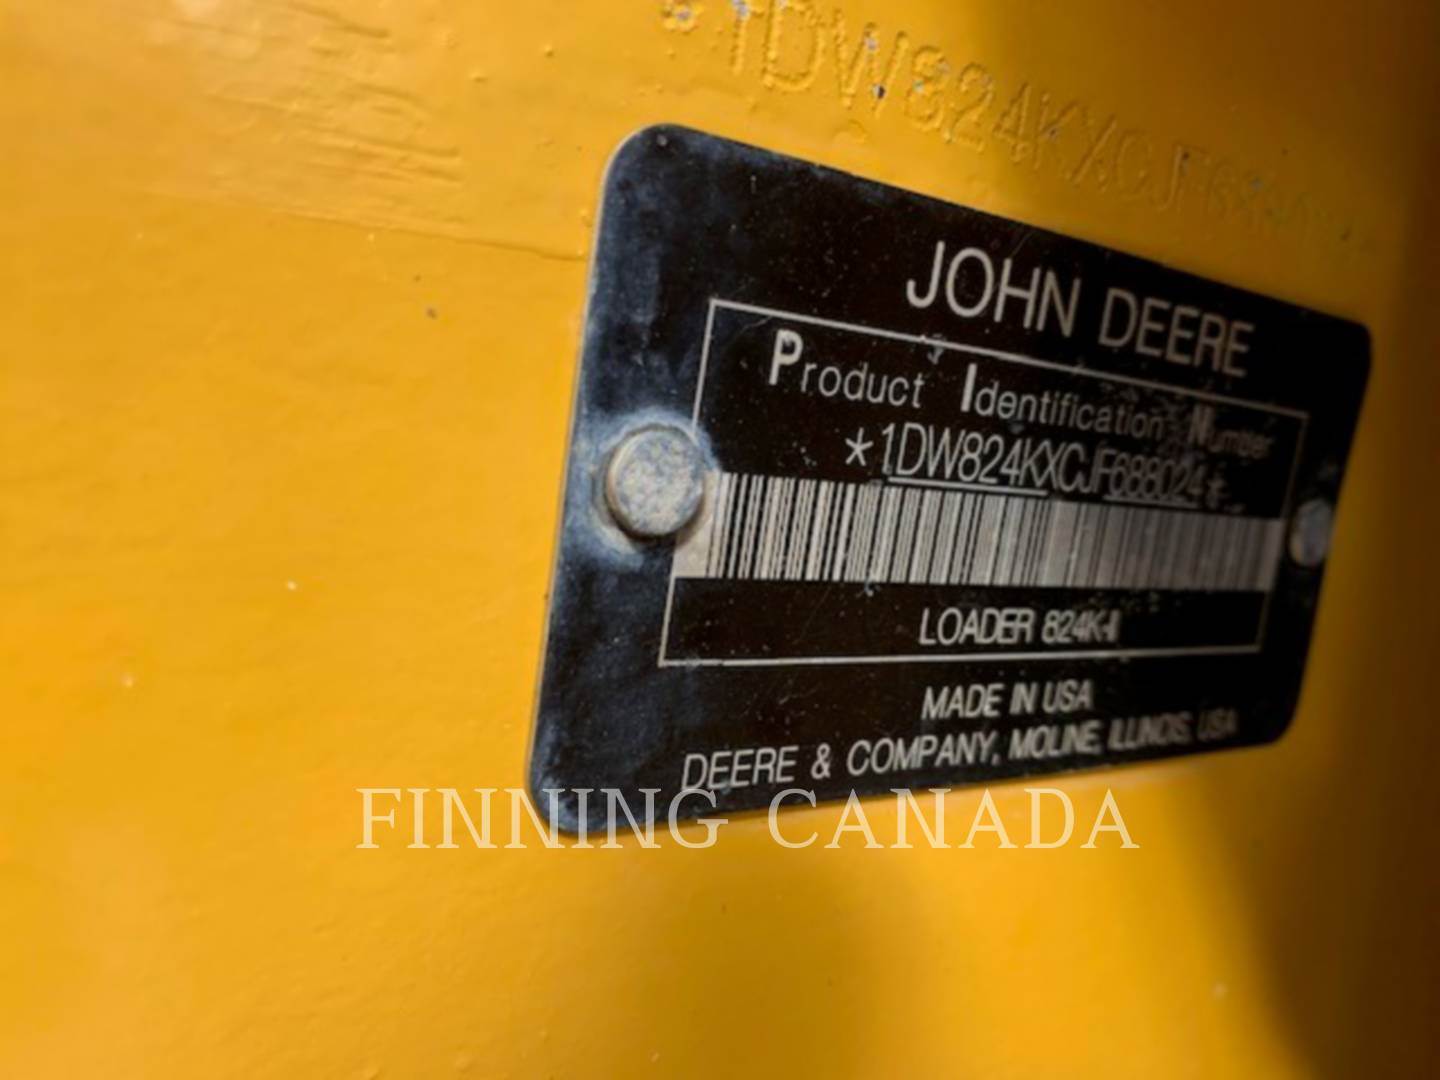 *1DW824KXCJF6880
JOHN DEERE
Product Identification Number
*1DW824KXCJF688024*
LOADER 824K-II
MADE IN USA
DEERE & COMPANY, MOLINE, ILLINOIS, USA
FINNING CANADA